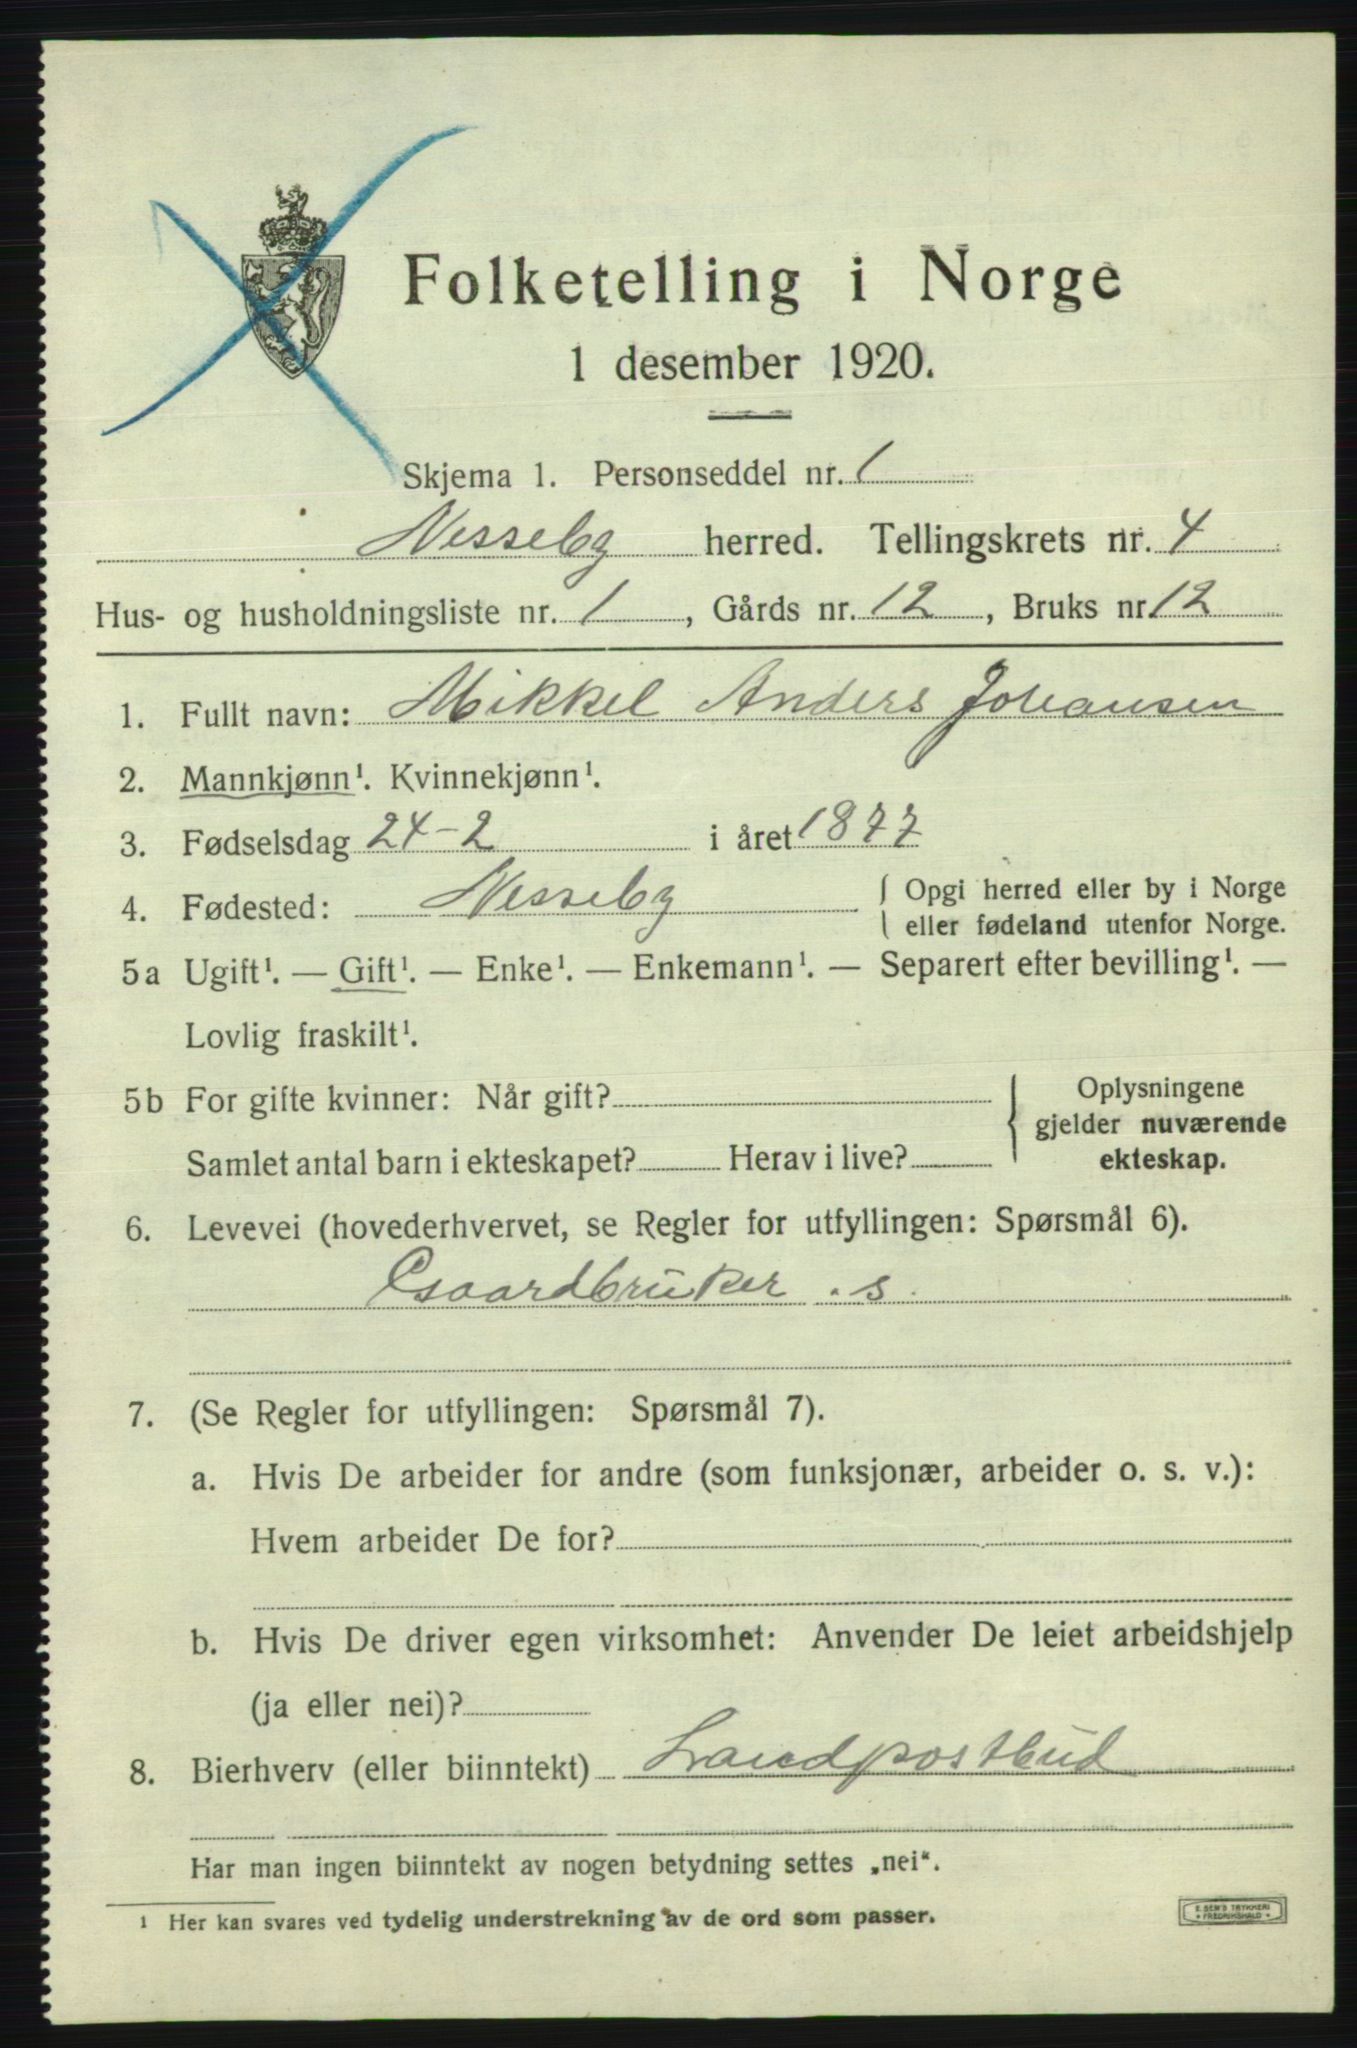 Folketelling i Norge
1 desember 1920.
Skjema 1. Personseddel nr. 1
Nesseby herred. Tellingskrets nr. 4
Hus- og husholdningsliste nr. 1, Gårds nr. 12, Bruks nr. 12
1. Fullt navn: Mikkel Anders Johansen
2. Mannkjønn¹. Kvinnekjønn¹.
3. Fødselsdag 24-2 i året 1877
4. Fødested: Nesseby { Opgi herred eller by i Norge
eller fødeland utenfor Norge.
5a Ugift¹. — Gift¹. — Enke¹. — Enkemann¹. — Separert efter bevilling¹. —
Lovlig fraskilt¹.
5b For gifte kvinner: Når gift?
Samlet antal barn i ekteskapet? Herav i live?
Oplysningene
gjelder nuværende
ekteskap.
6. Levevei (hovederhvervet, se Regler for utfyllingen: Spørsmål 6).
Gaardbruker . s.
7. (Se Regler for utfyllingen: Spørsmål 7).
a. Hvis De arbeider for andre (som funksjonær, arbeider o. s. v.):
Hvem arbeider De for?
b. Hvis De driver egen virksomhet: Anvender De leiet arbeidshjelp
(ja eller nei)?
8. Bierhverv (eller biinntekt) Landpostbud
Har man ingen biinntekt av nogen betydning settes „nei“.
¹ Her kan svares ved tydelig understrekning av de ord som passer.
E. SEM'S TRYKKERI
FREDRIKSHALD